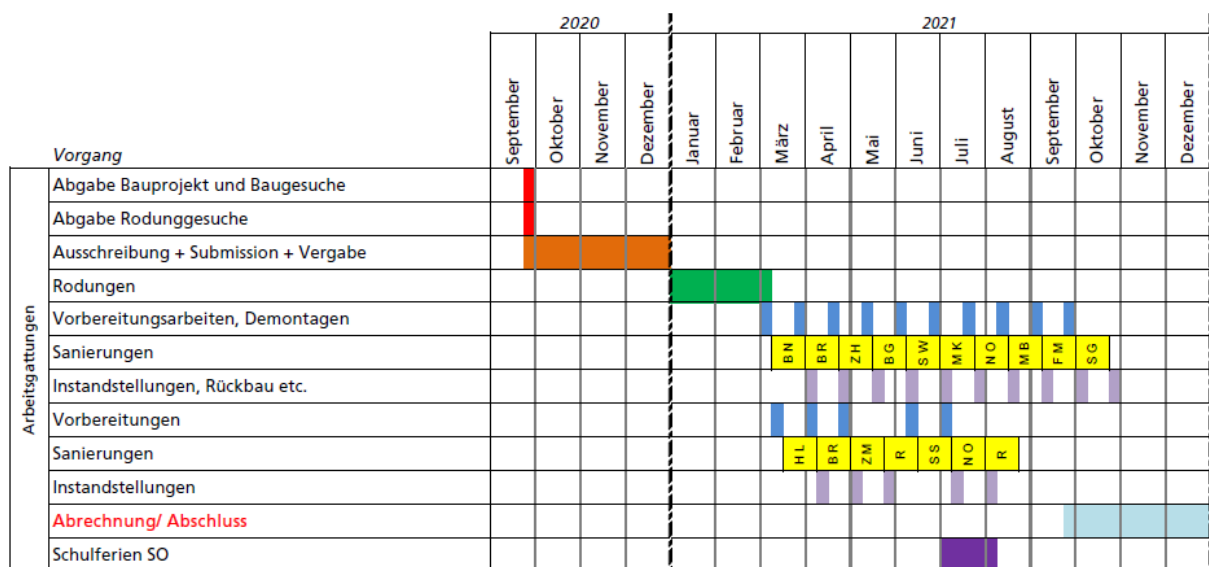 2020 2021
September Oktober November Dezember Januar Februar März April Mai Juni Juli August September Oktober November Dezember
Vorgang
Arbeitsgattungen
Abgabe Bauprojekt und Baugesuche
Abgabe Rodunggesuche
Ausschreibung + Submission + Vergabe
Rodungen
Vorbereitungsarbeiten, Demontagen
Sanierungen BN BR ZH BG SW MK NO MB FM SG
Instandstellungen, Rückbau etc.
Vorbereitungen
Sanierungen HL BR ZM R SS NO R
Instandstellungen
Abrechnung/ Abschluss
Schulferien SO